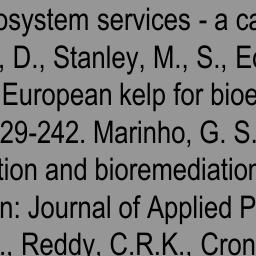 osystem services - a ca
, D., Stanley, M., S., Ec
European kelp for bioe
29-242. Marinho, G. S.
tion and bioremediation
n: Journal of Applied P
., Reddy, C.R.K., Cron